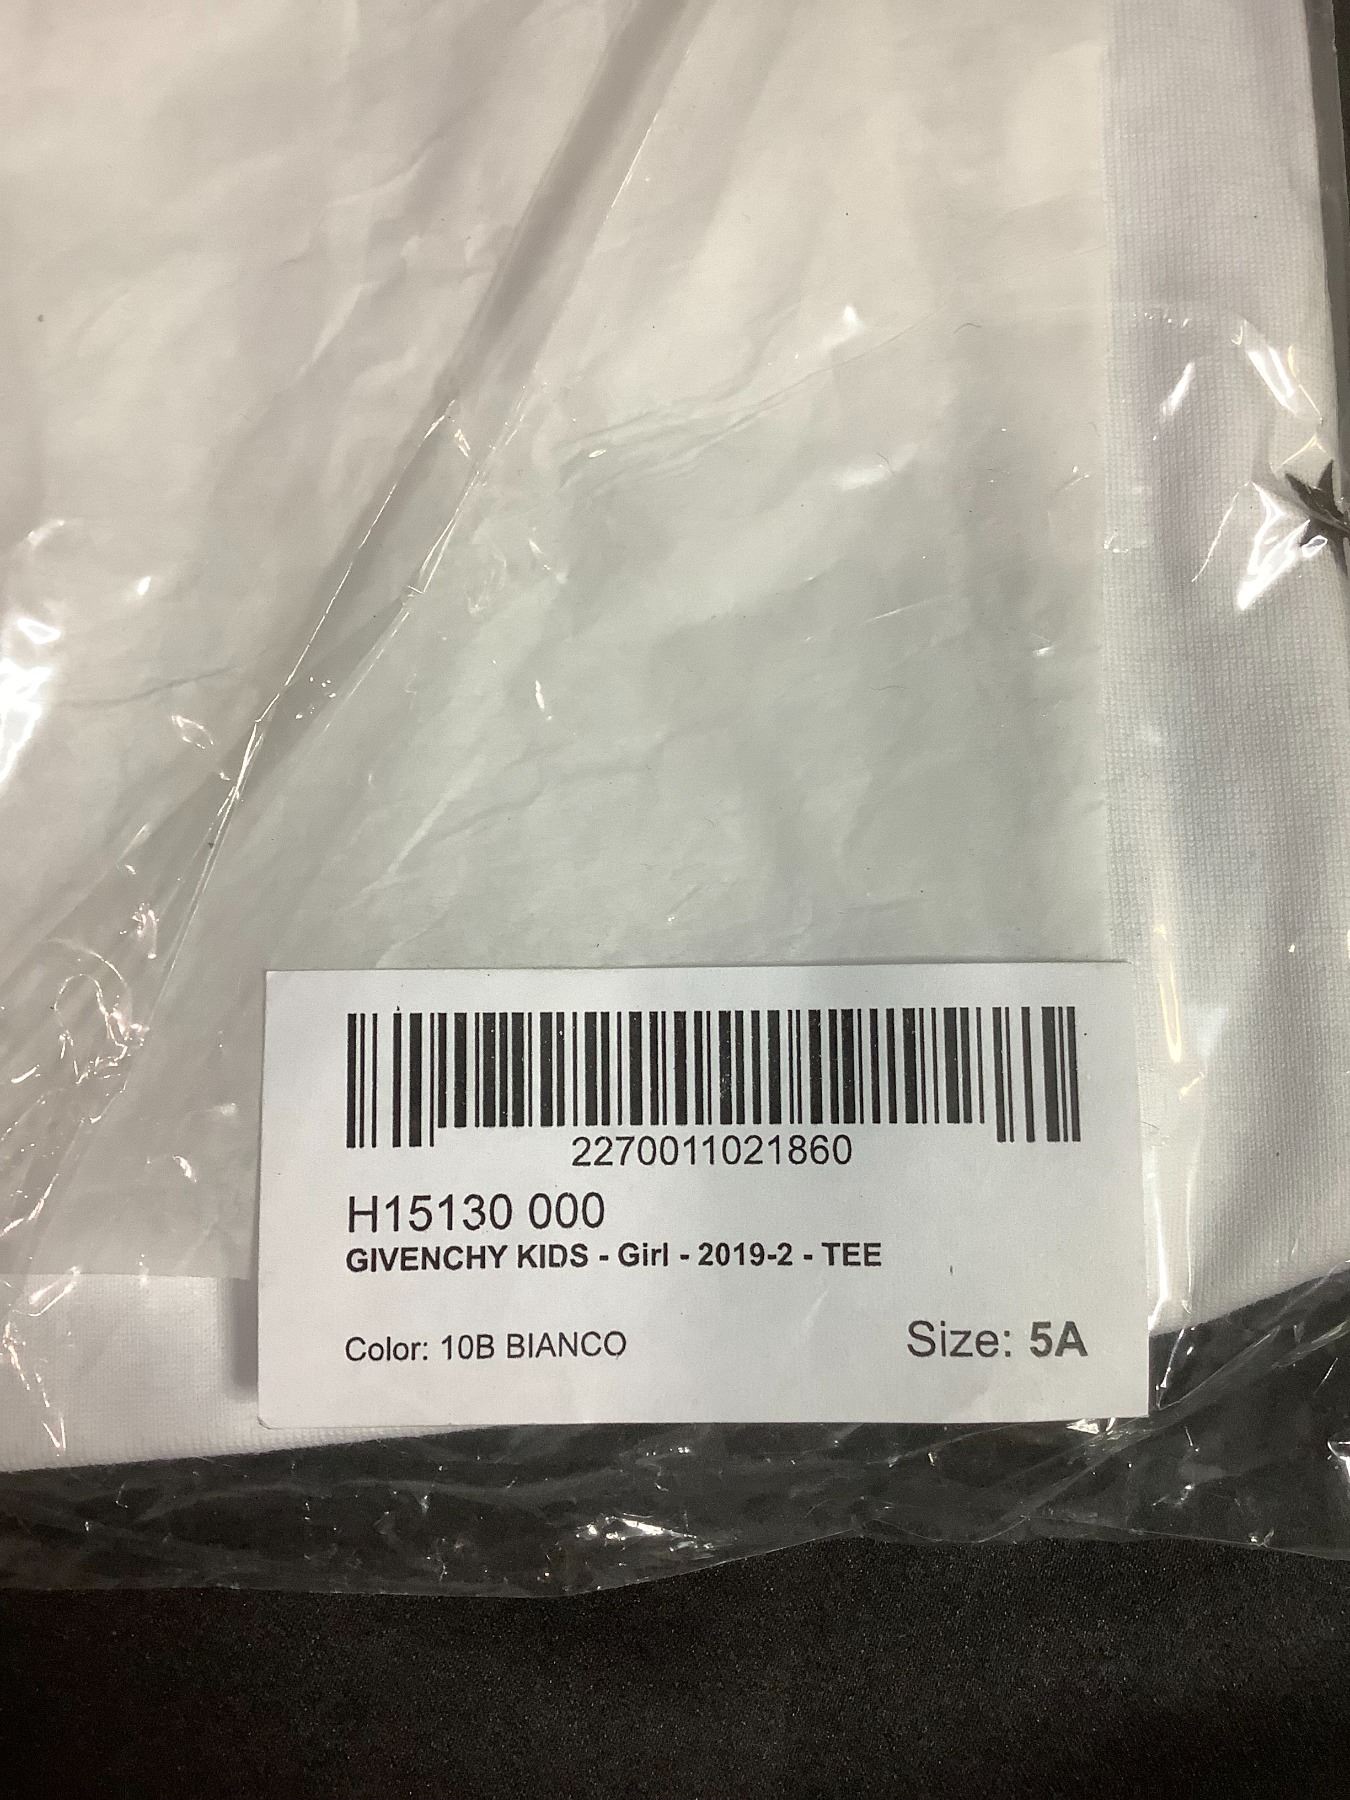 2270011021860
H15130 000
GIVENCHY KIDS - Girl - 2019-2 - TEE
Color: 10B BIANCO
Size: 5A